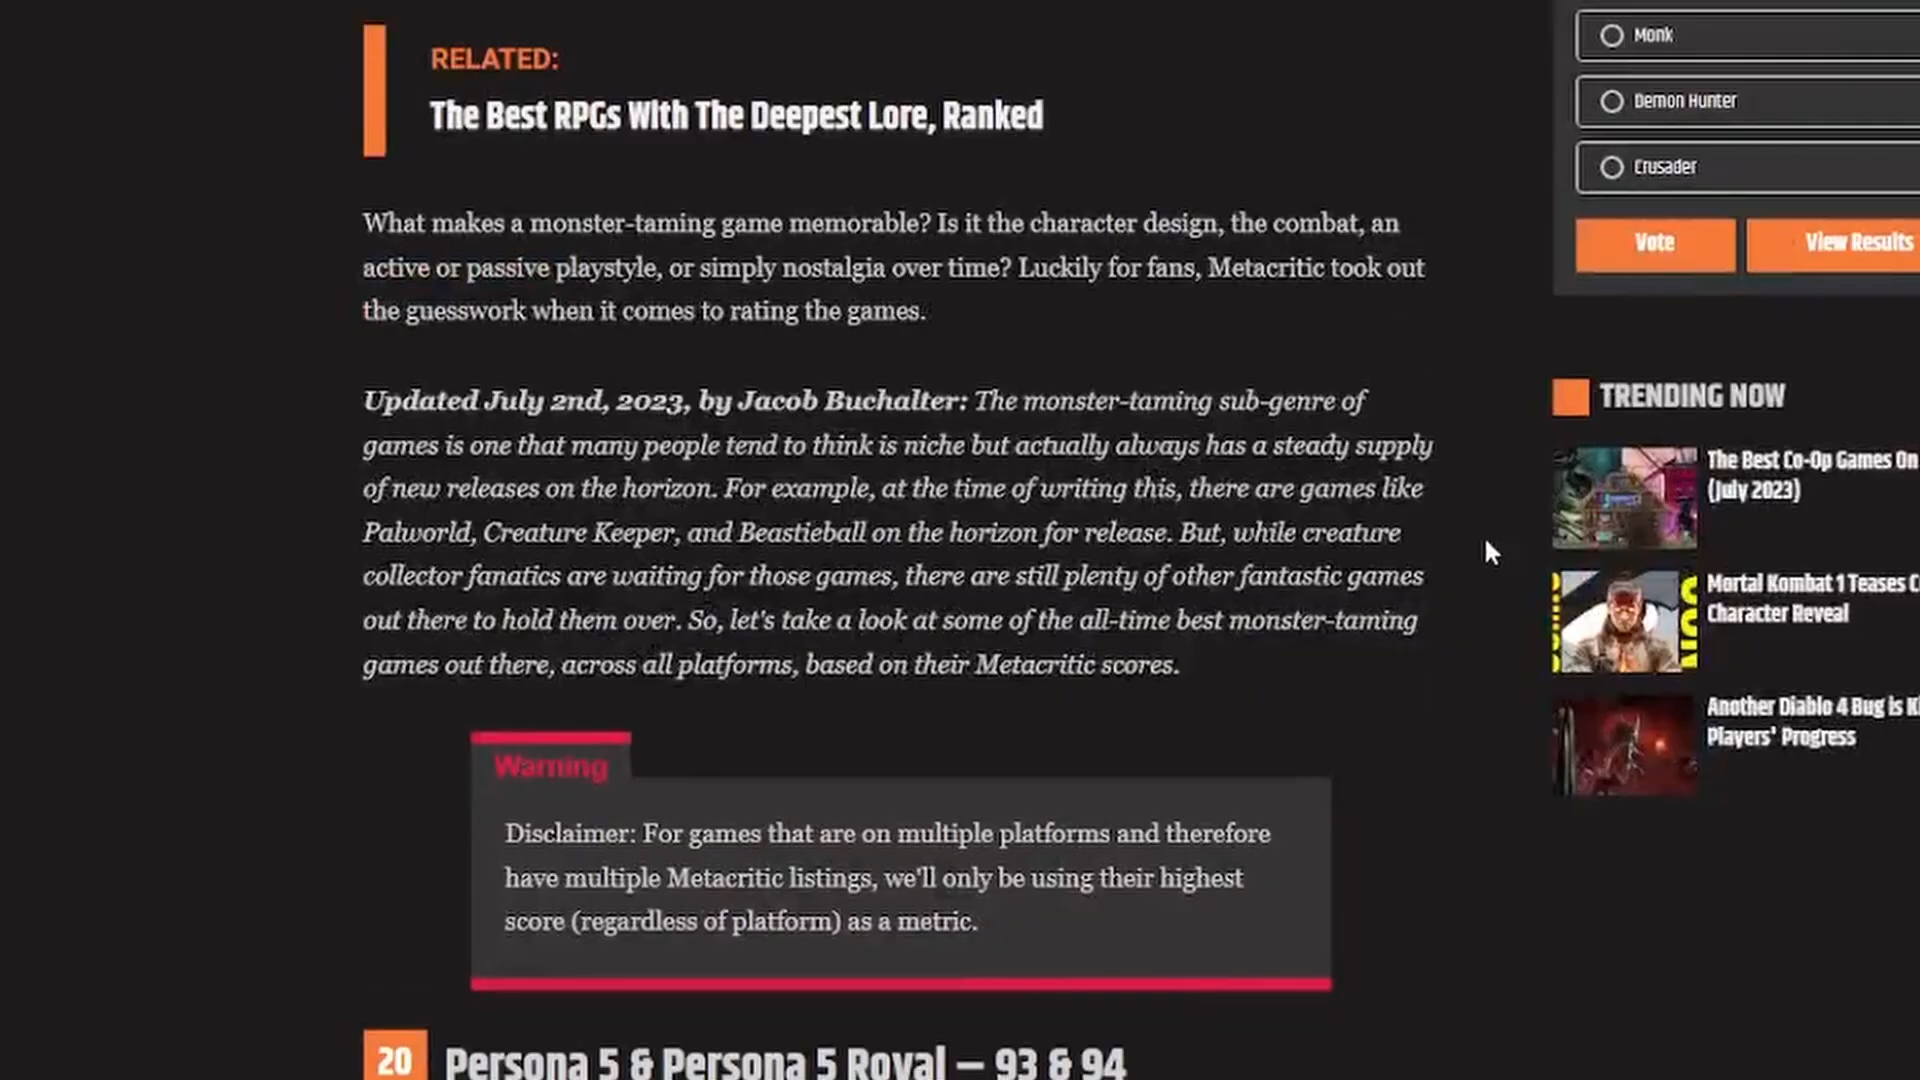 RELATED:
The Best RPGs With The Deepest Lore, Ranked
What makes a monster-taming game memorable? Is it the character design, the combat, an
active or passive playstyle, or simply nostalgia over time? Luckily for fans, Metacritic took out
the guesswork when it comes to rating the games.
Updated July 2nd, 2023, by Jacob Buchalter: The monster-taming sub-genre of
games is one that many people tend to think is niche but actually always has a steady supply
of new releases on the horizon. For example, at the time of writing this, there are games like
Palworld, Creature Keeper, and Beastieball on the horizon for release. But, while creature
collector fanatics are waiting for those games, there are still plenty of other fantastic games
out there to hold them over. So, let's take a look at some of the all-time best monster-taming
games out there, across all platforms, based on their Metacritic scores.
Warning
Disclaimer: For games that are on multiple platforms and therefore
have multiple Metacritic listings, we'll only be using their highest
score (regardless of platform) as a metric.
20 Persona 5 & Persona 5 Royal – 93 & 94
Monk
Demon Hunter
Crusader
Vote
View Results
TRENDING NOW
The Best Co-Op Games On
(July 2023)
Mortal Kombat 1 Teases
Character Reveal
Another Diablo 4 Bug is
Players' Progress